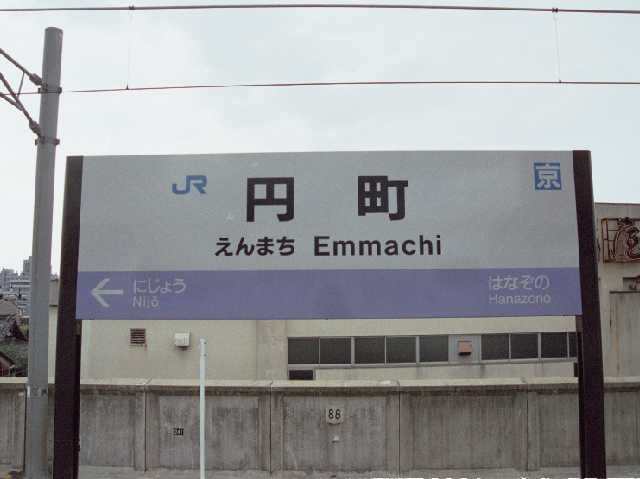 JR 円町 京
えんまち Emmachi
← にじょう はなぞの
Nijō Hanazono
88